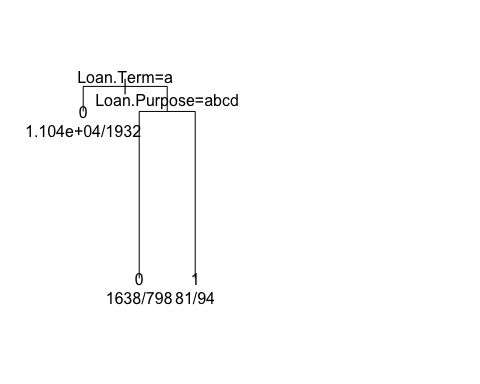 Loan.Term=a
Loan.Purpose=abcd
0
1.104e+04/1932
0
1638/798
1
81/94